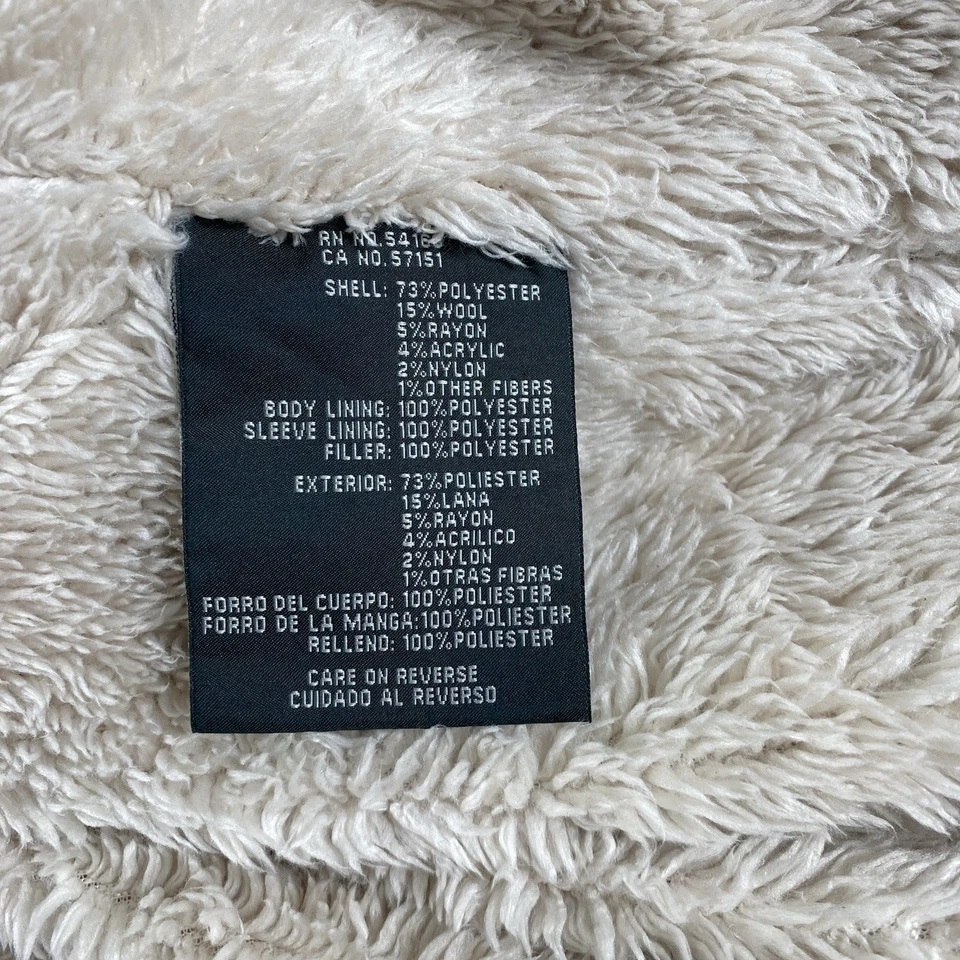 RN NO.
CA NO. 57151
SHELL: 73%POLYESTER
15%WOOL
5%RAYON
4%ACRYLIC
2%NYLON
1%OTHER FIBERS
BODY LINING: 100%POLYESTER
SLEEVE LINING: 100%POLYESTER
FILLER: 100%POLYESTER
EXTERIOR: 73%POLIESTER
15%LANA
5%RAYON
4%ACRILICO
2%NYLON
1%OTRAS FIBRAS
FORRO DEL CUERPO: 100%POLIESTER
FORRO DE LA MANGA:100%POLIESTER
RELLENO: 100%POLIESTER
CARE ON REVERSE
CUIDADO AL REVERSO